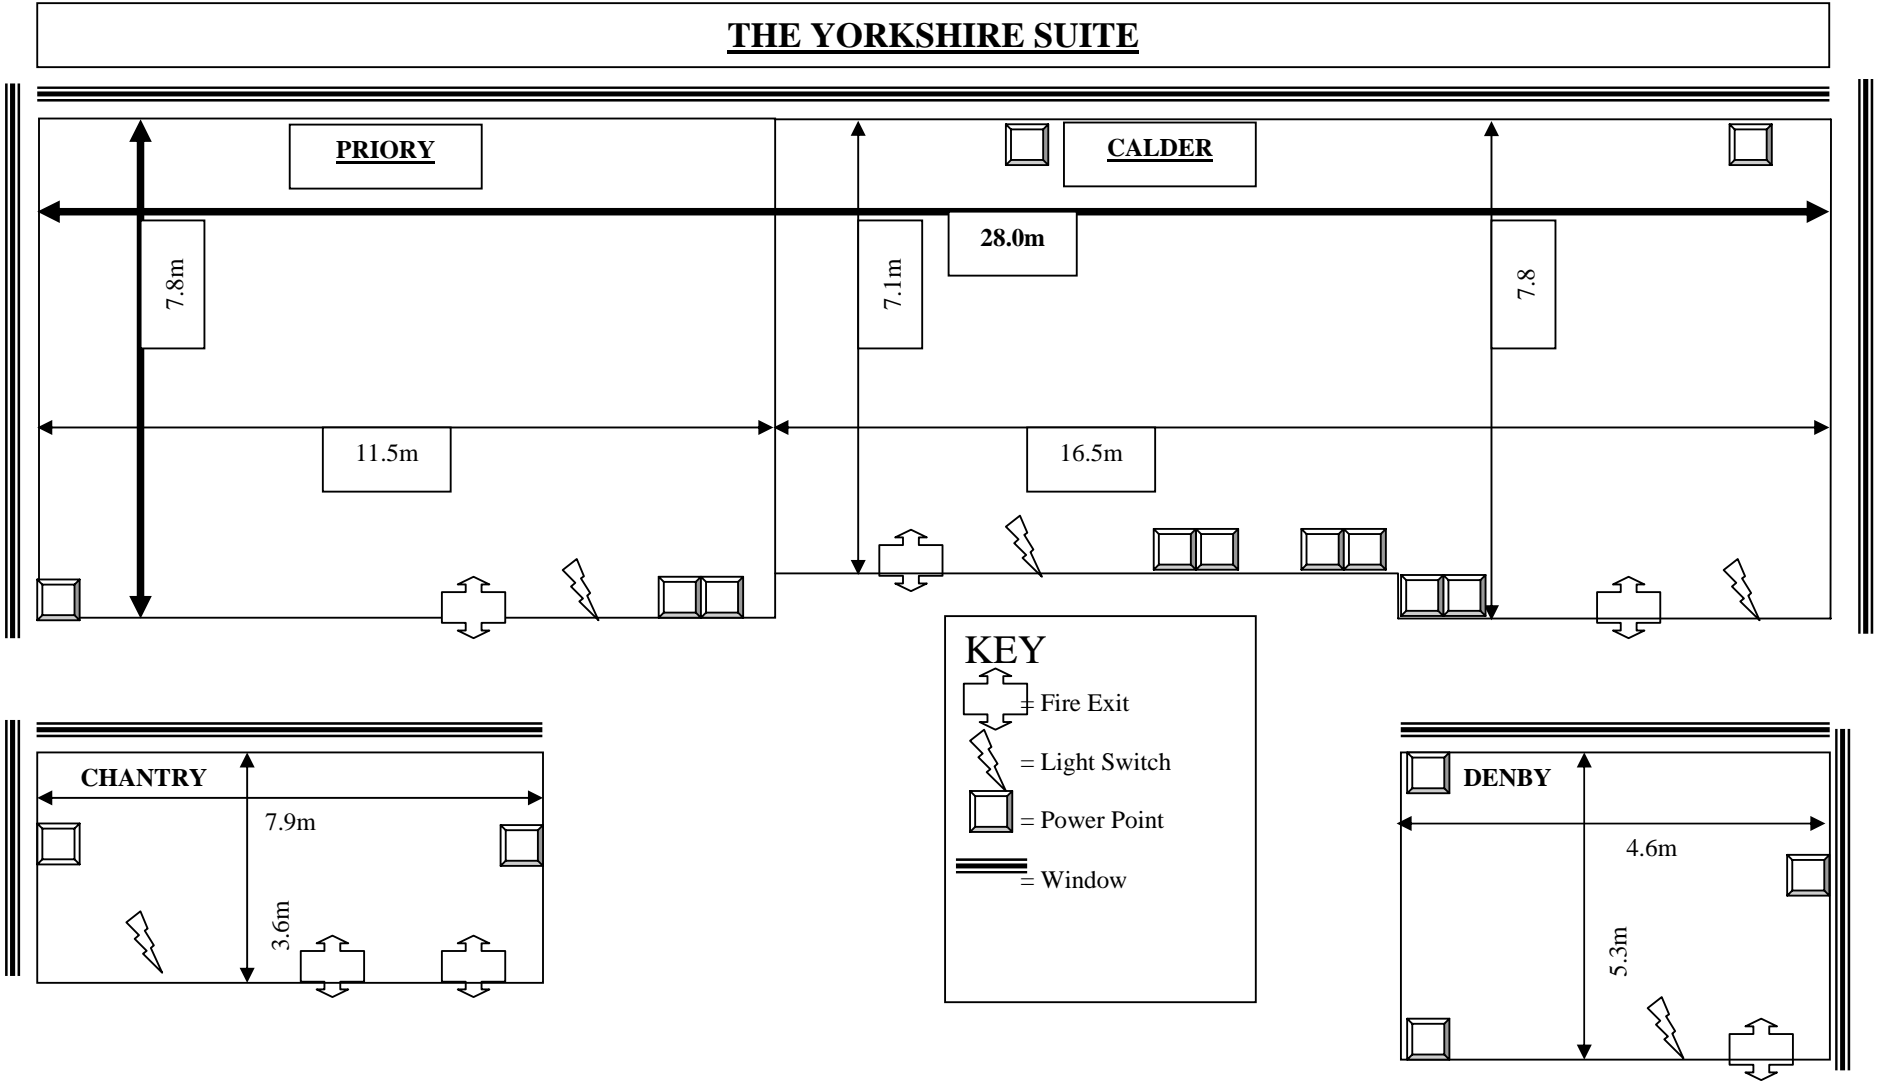 THE YORKSHIRE SUITE
PRIORY
CALDER
28.0m
7.8m
7.1m
7.8
11.5m
16.5m
KEY
= Fire Exit
= Light Switch
= Power Point
= Window
CHANTRY
7.9m
3.6m
DENBY
4.6m
5.3m